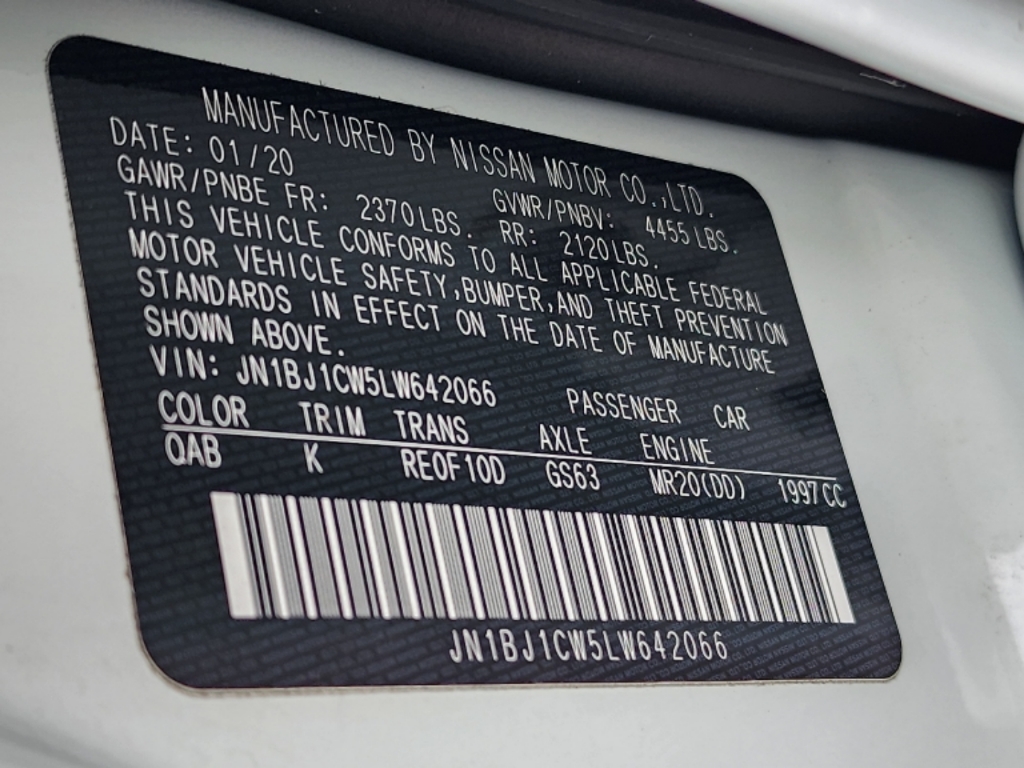 MANUFACTURED BY NISSAN MOTOR CO.,LTD.
DATE: 01/20 GVWR/PNBV: 4455 LBS.
GAWR/PNBE FR: 2370LBS. RR: 2120LBS.
THIS VEHICLE CONFORMS TO ALL APPLICABLE FEDERAL
MOTOR VEHICLE SAFETY,BUMPER,AND THEFT PREVENTION
STANDARDS IN EFFECT ON THE DATE OF MANUFACTURE
SHOWN ABOVE.
VIN: JN1BJ1CW5LW642066 PASSENGER CAR
COLOR TRIM TRANS AXLE ENGINE
QAB K RE0F10D GS63 MR20(DD) 1997CC
JN1BJ1CW5LW642066